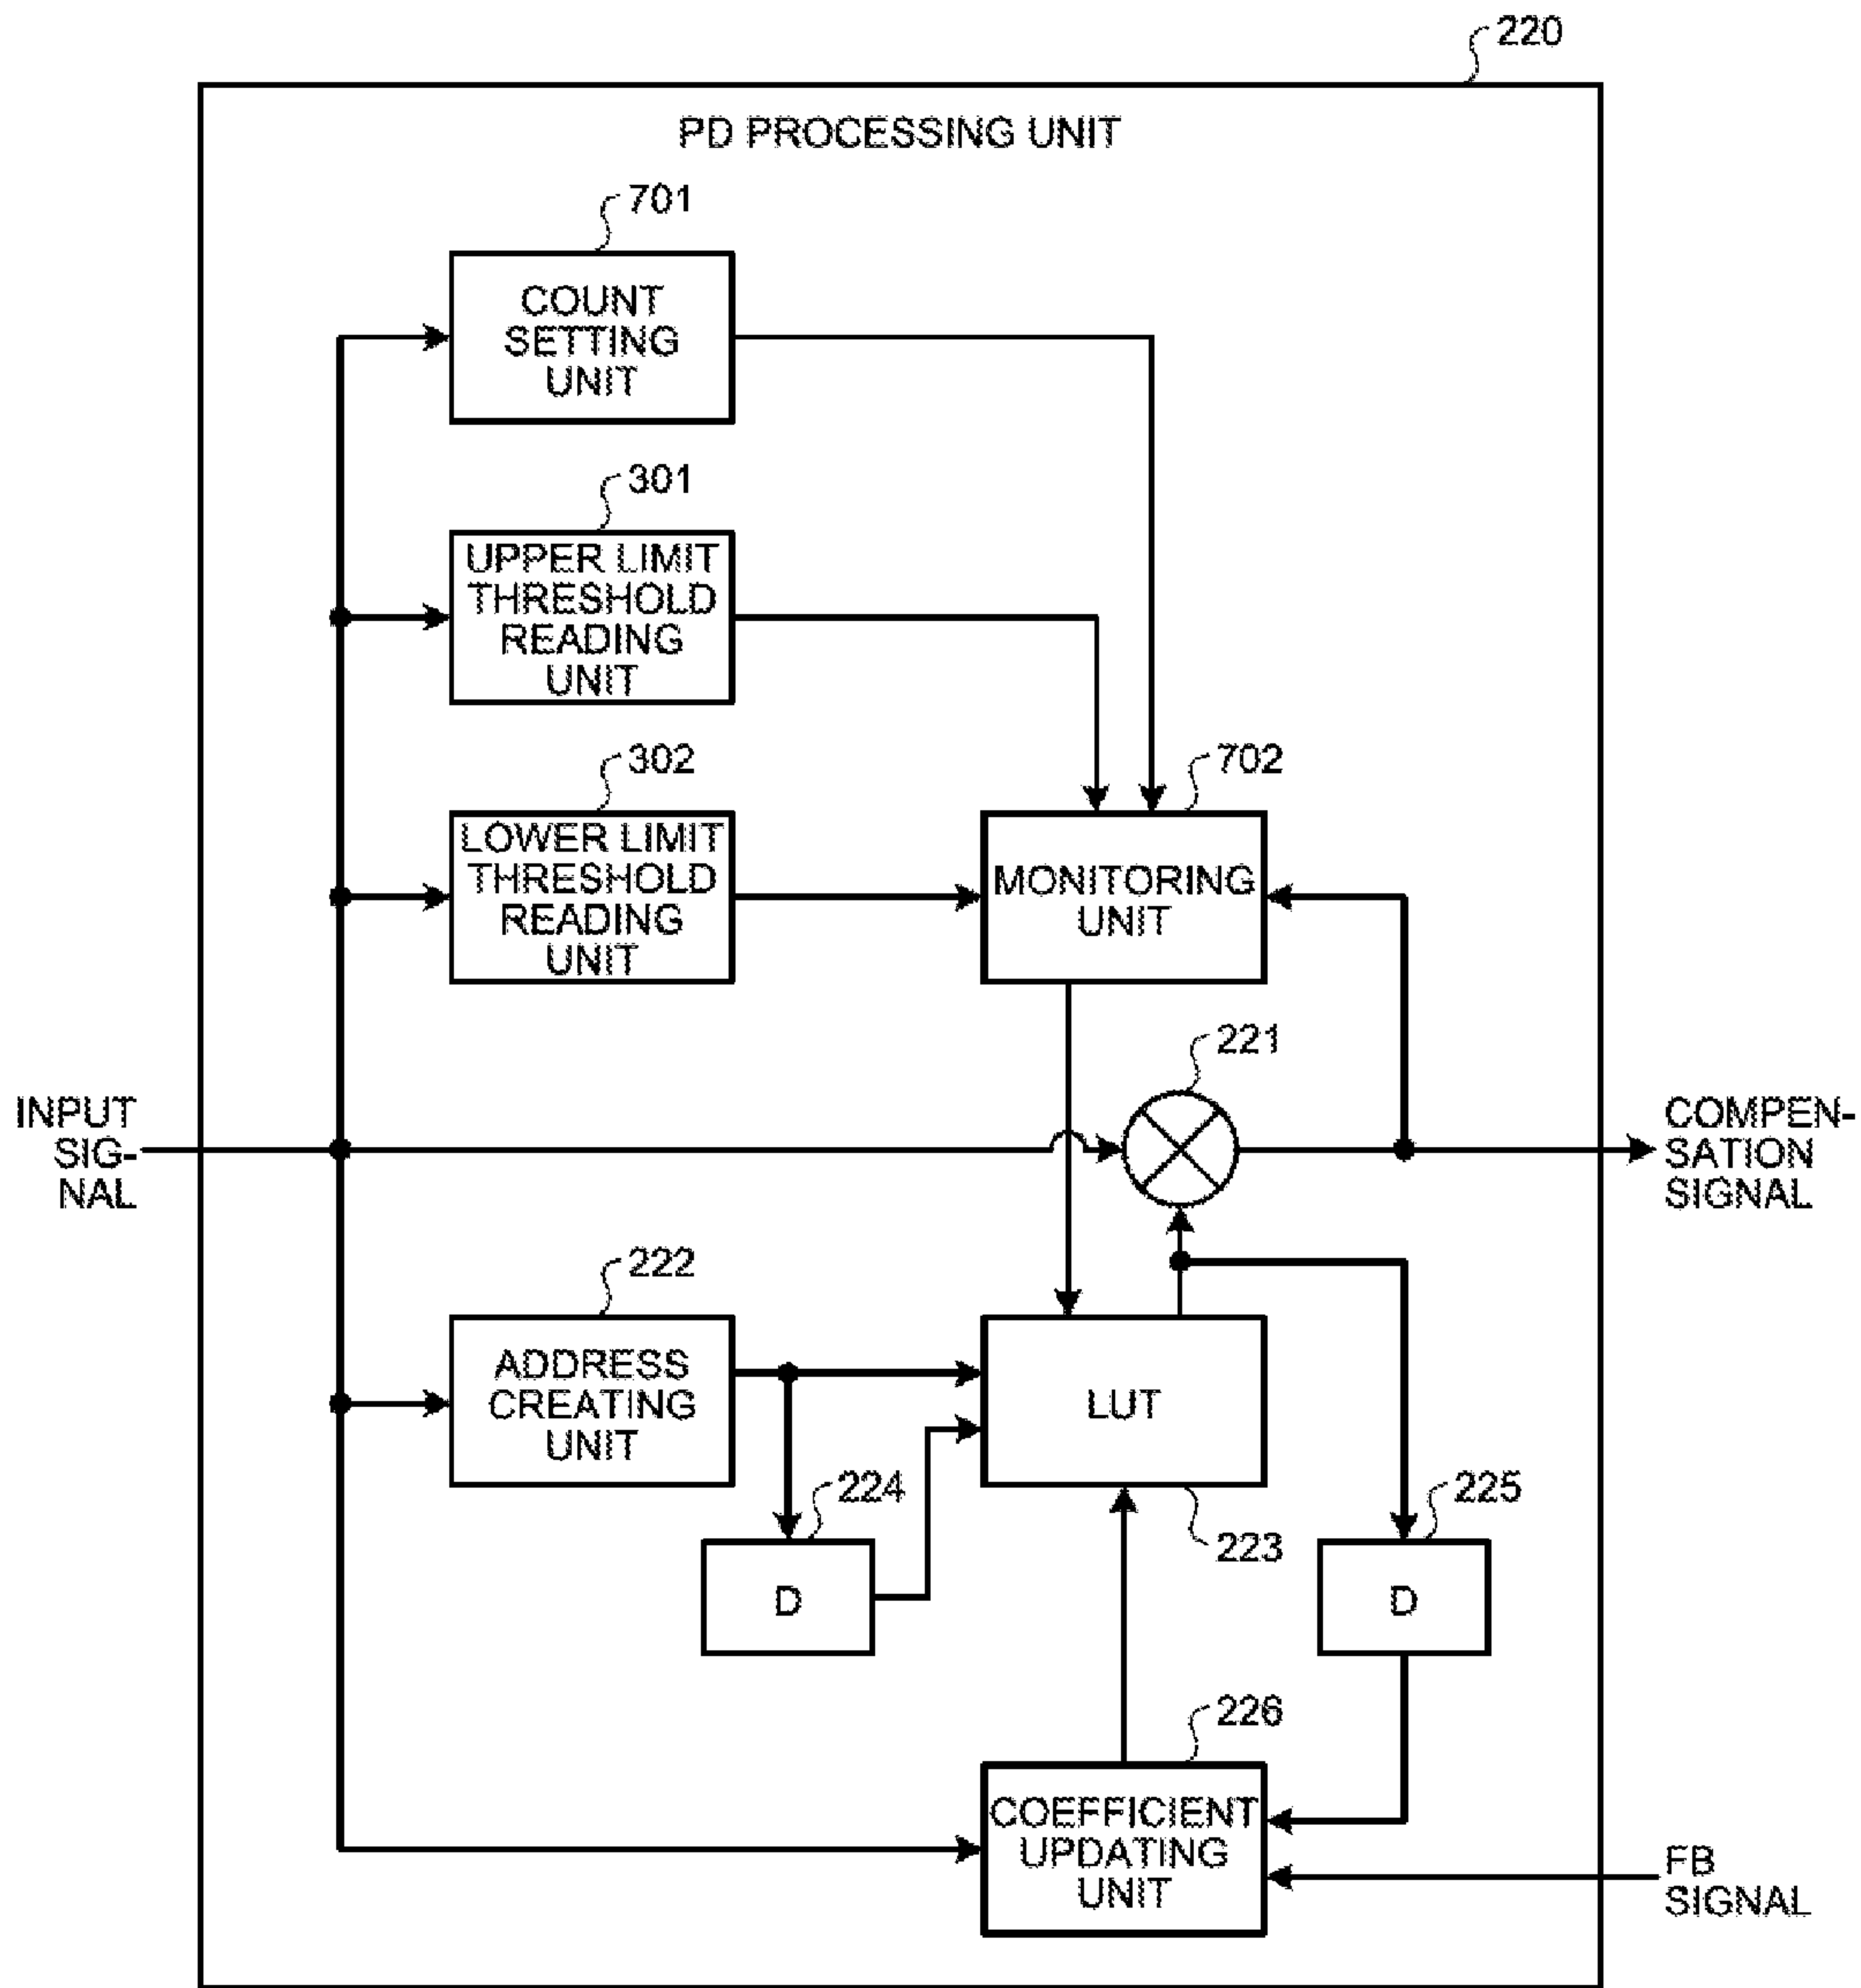 220
PD PROCESSING UNIT
701
COUNT
SETTING
UNIT
301
UPPER LIMIT
THRESHOLD
READING
UNIT
302
LOWER LIMIT
THRESHOLD
READING
UNIT
702
MONITORING
UNIT
221
INPUT
SIG-
NAL
COMPEN-
SATION
SIGNAL
222
ADDRESS
CREATING
UNIT
LUT
223
224
D
225
D
226
COEFFICIENT
UPDATING
UNIT
FB
SIGNAL